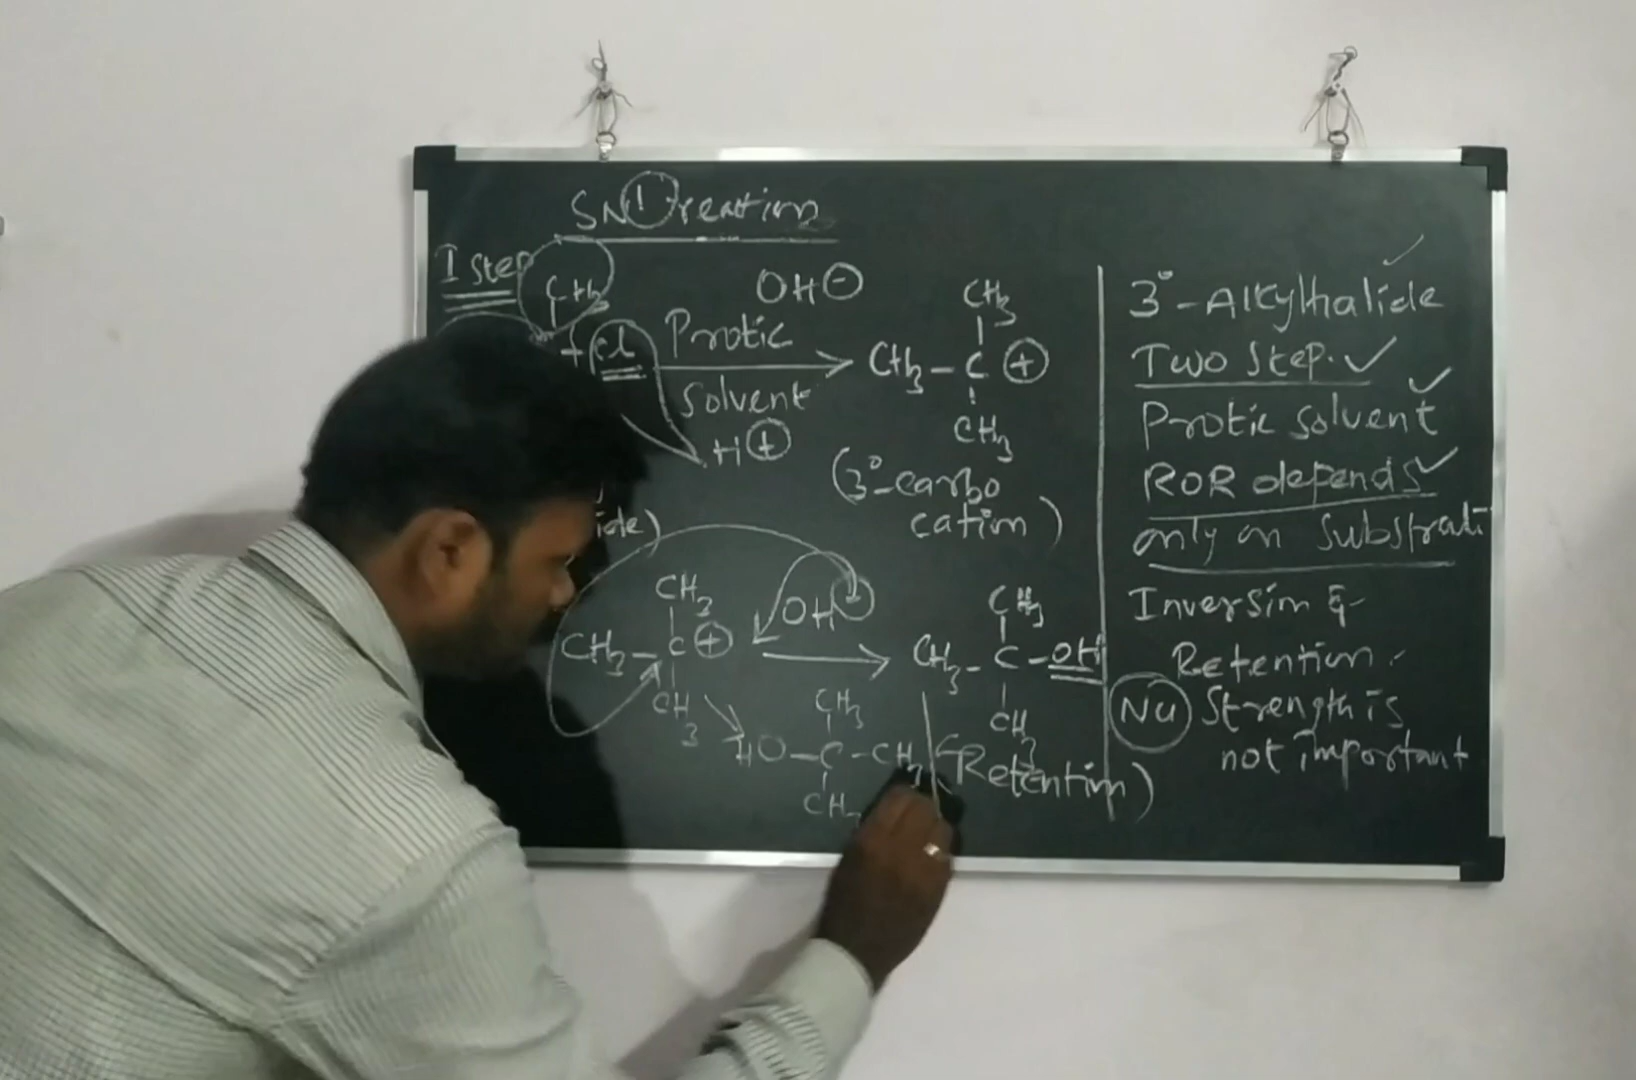 SN1 reaction
I step
CH3
Cl
Protic
Solvent
H+
OH⊖
CH3
CH3-C⊕
CH3
(3°-carbo
cation)
ide)
CH3
CH3-C⊕
CH3
OH⊖
CH3
CH3-C-OH
CH3
(Retention)
CH3
HO-C-CH3
CH3
3°-Alkylhalide ✓
Two Step. ✓
Protic solvent ✓
ROR depends ✓
only on Substrate
Inversion &
Retention.
Nu Strength is
not important